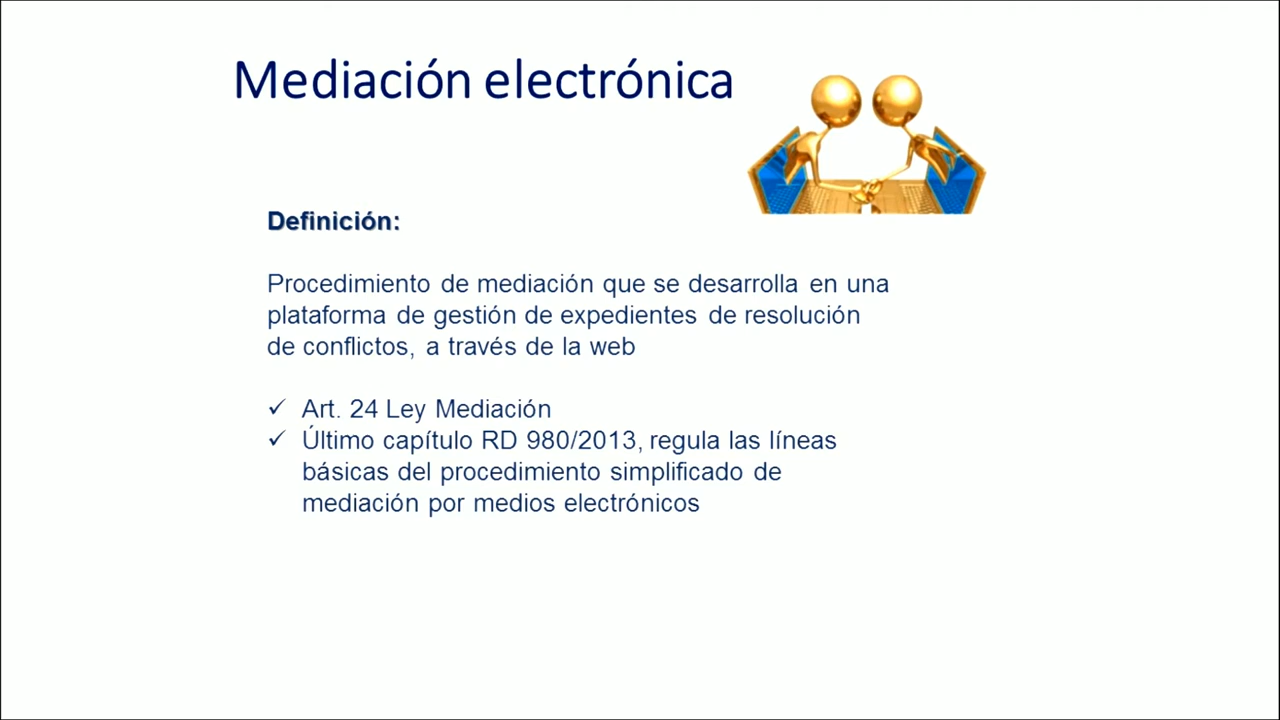 Mediación electrónica
Definición:
Procedimiento de mediación que se desarrolla en una
plataforma de gestión de expedientes de resolución
de conflictos, a través de la web
✓ Art. 24 Ley Mediación
✓ Último capítulo RD 980/2013, regula las líneas
básicas del procedimiento simplificado de
mediación por medios electrónicos